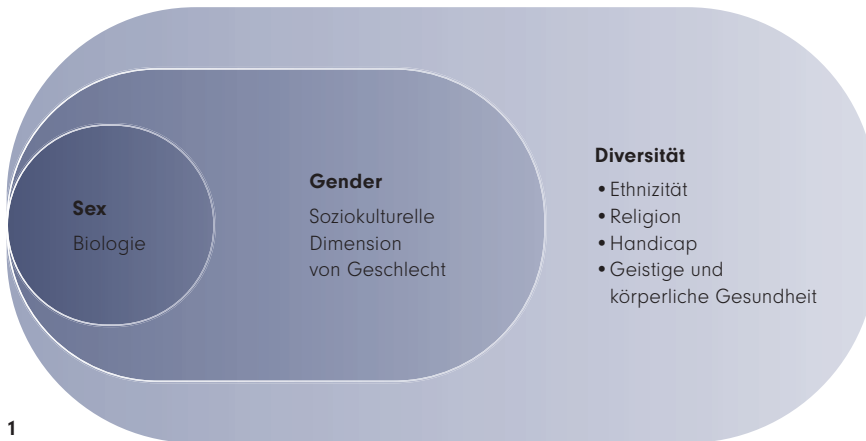 Sex
Biologie
Gender
Soziokulturelle
Dimension
von Geschlecht
Diversität
• Ethnizität
• Religion
• Handicap
• Geistige und
körperliche Gesundheit
1